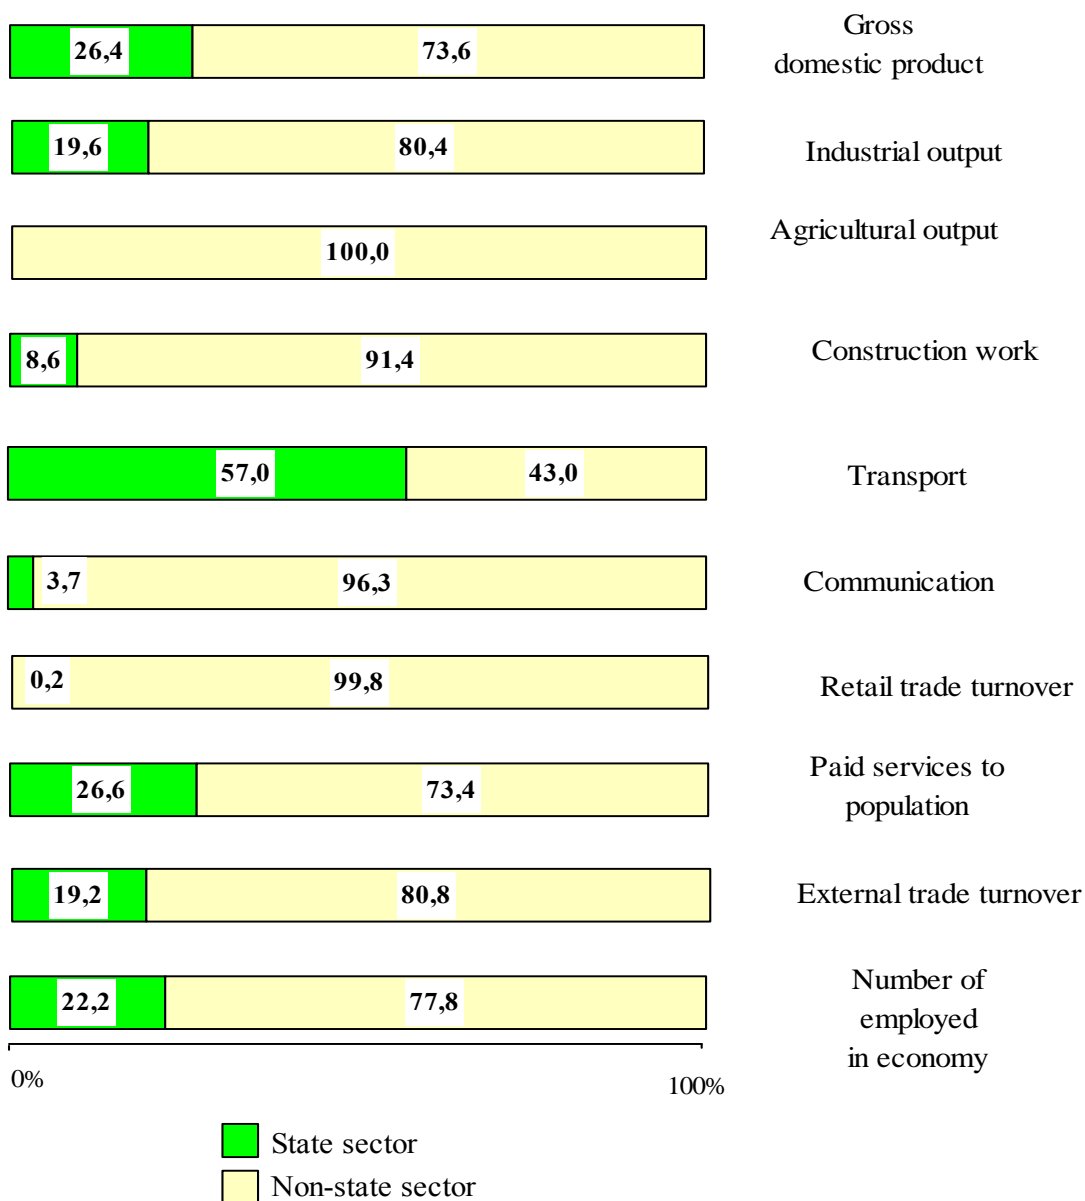 26,4 73,6 Gross
domestic product
19,6 80,4 Industrial output
100,0 Agricultural output
8,6 91,4 Construction work
57,0 43,0 Transport
3,7 96,3 Communication
0,2 99,8 Retail trade turnover
26,6 73,4 Paid services to
population
19,2 80,8 External trade turnover
22,2 77,8 Number of
employed
in economy
0% 100%
State sector
Non-state sector